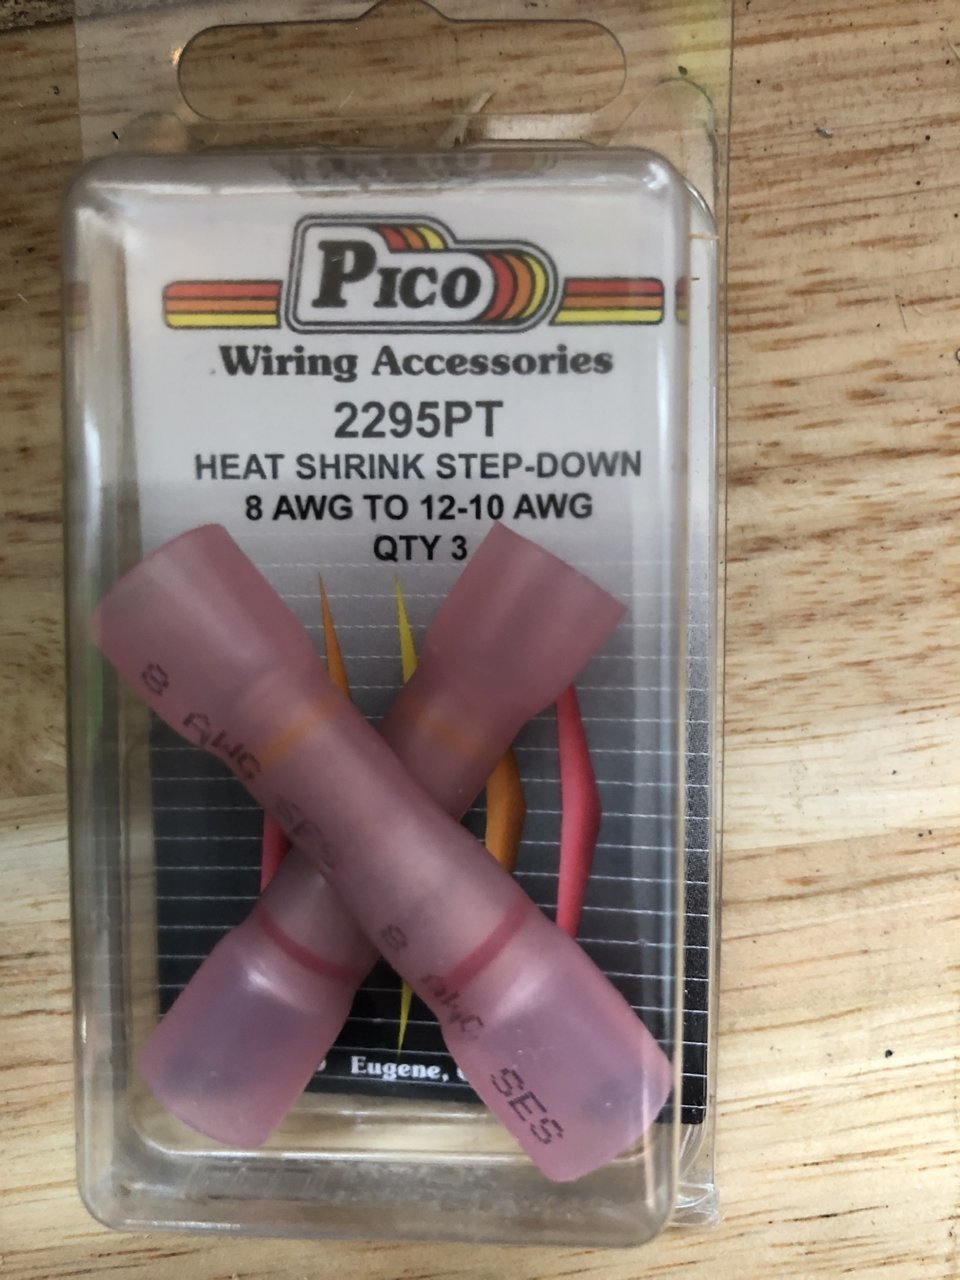 PICO
Wiring Accessories
2295PT
HEAT SHRINK STEP-DOWN
8 AWG TO 12-10 AWG
QTY 3
8 AWG SES
8 AWG SES
Eugene,